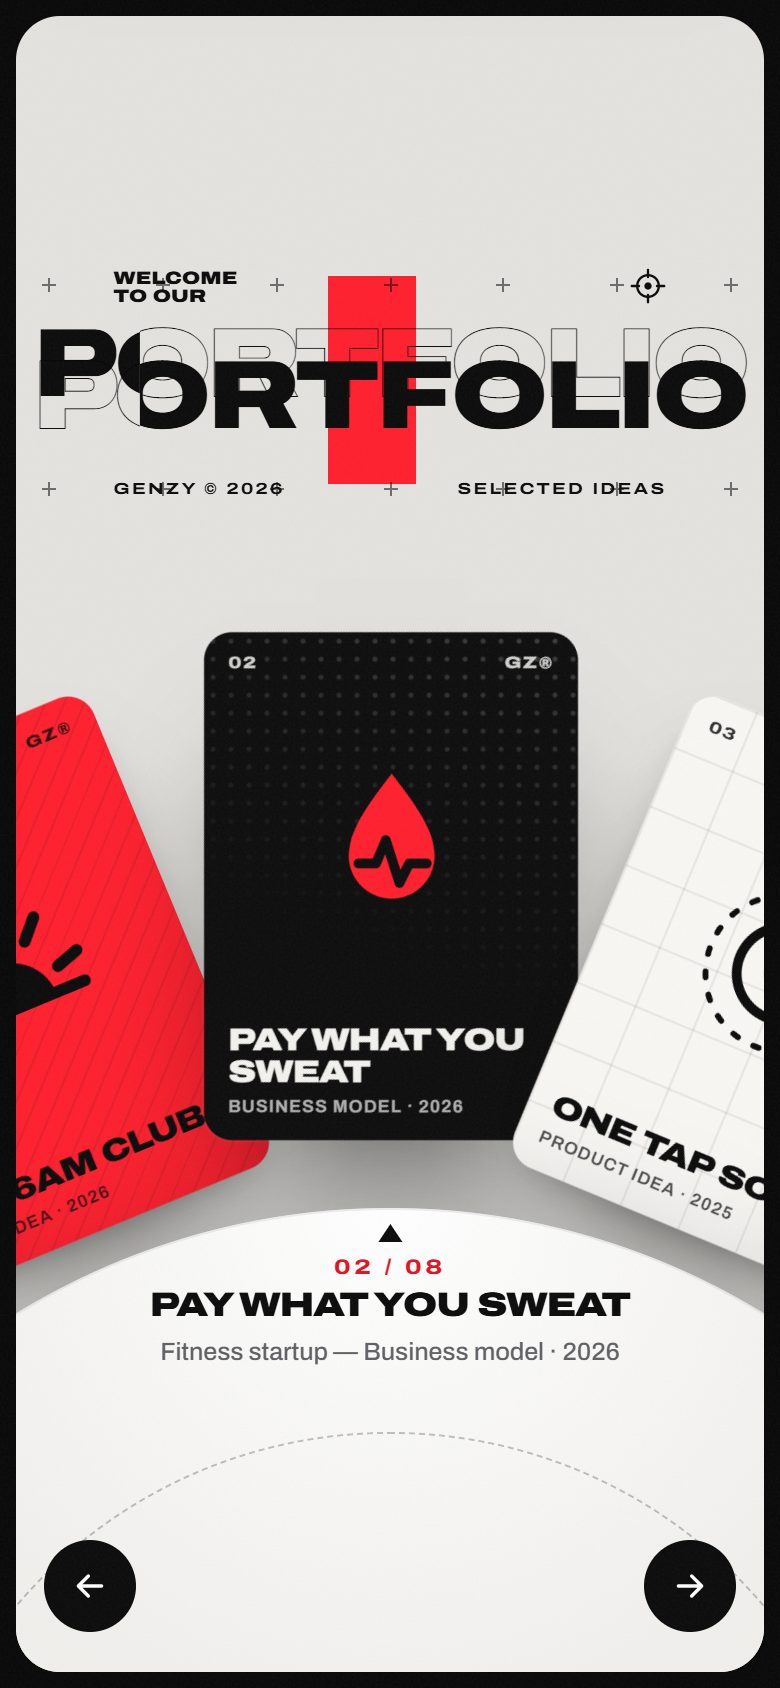 WELCOME
TO OUR
PORTFOLIO
GENZY © 2026
SELECTED IDEAS
02
GZ®
PAY WHAT YOU
SWEAT
BUSINESS MODEL · 2026
GZ®
6AM CLUB
DEA · 2026
03
ONE TAP SO
PRODUCT IDEA · 2025
02 / 08
PAY WHAT YOU SWEAT
Fitness startup — Business model · 2026